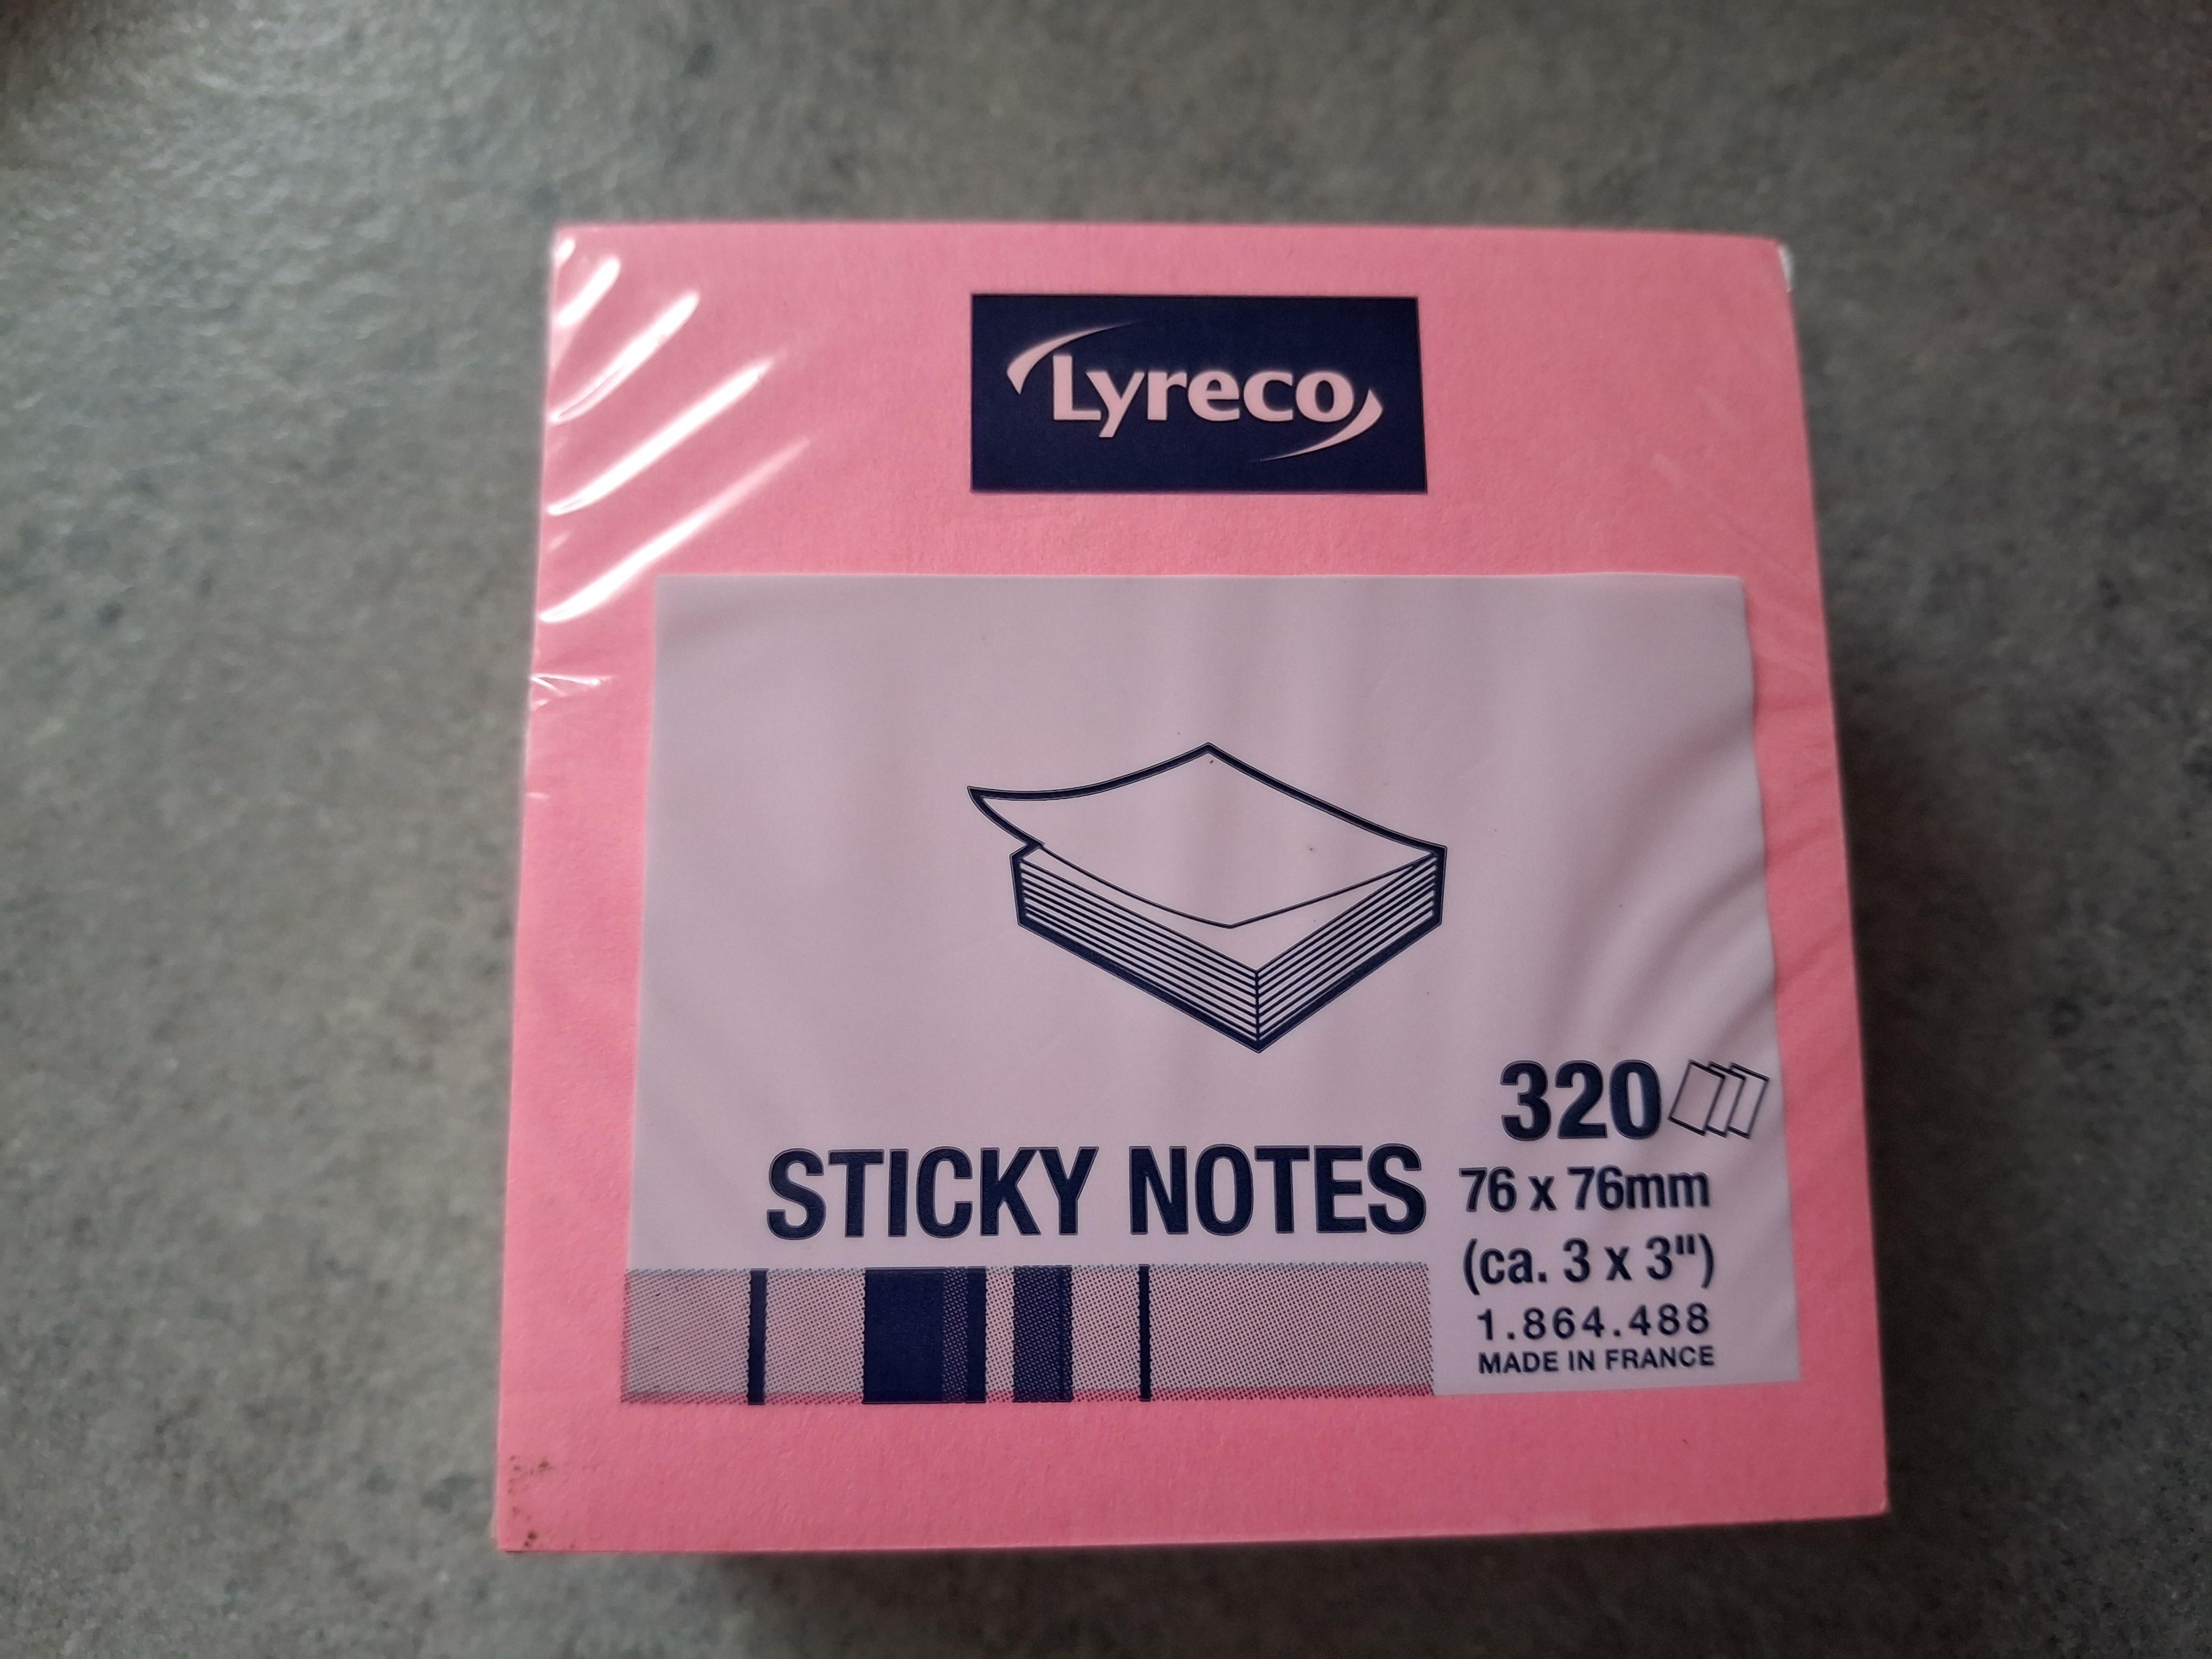 Lyreco
320
STICKY NOTES
76 x 76mm
(ca. 3 x 3")
1.864.488
MADE IN FRANCE